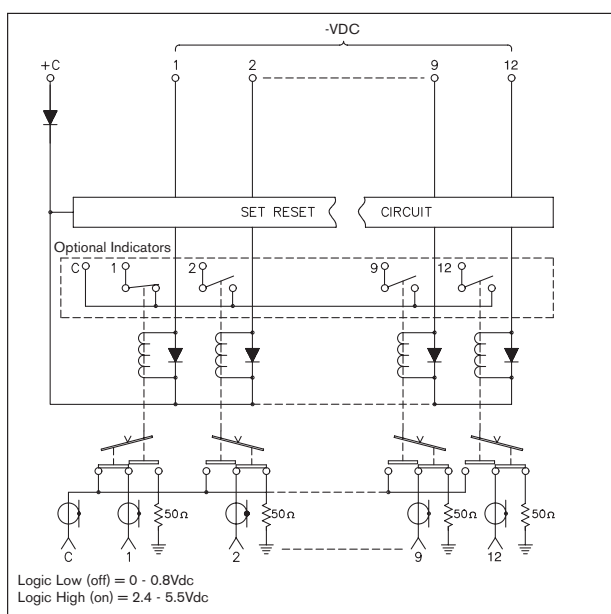 -VDC
+C 1 2 9 12
SET RESET CIRCUIT
Optional Indicators
C 1 2 9 12
50Ω 50Ω 50Ω 50Ω
C 1 2 9 12
Logic Low (off) = 0 - 0.8Vdc
Logic High (on) = 2.4 - 5.5Vdc